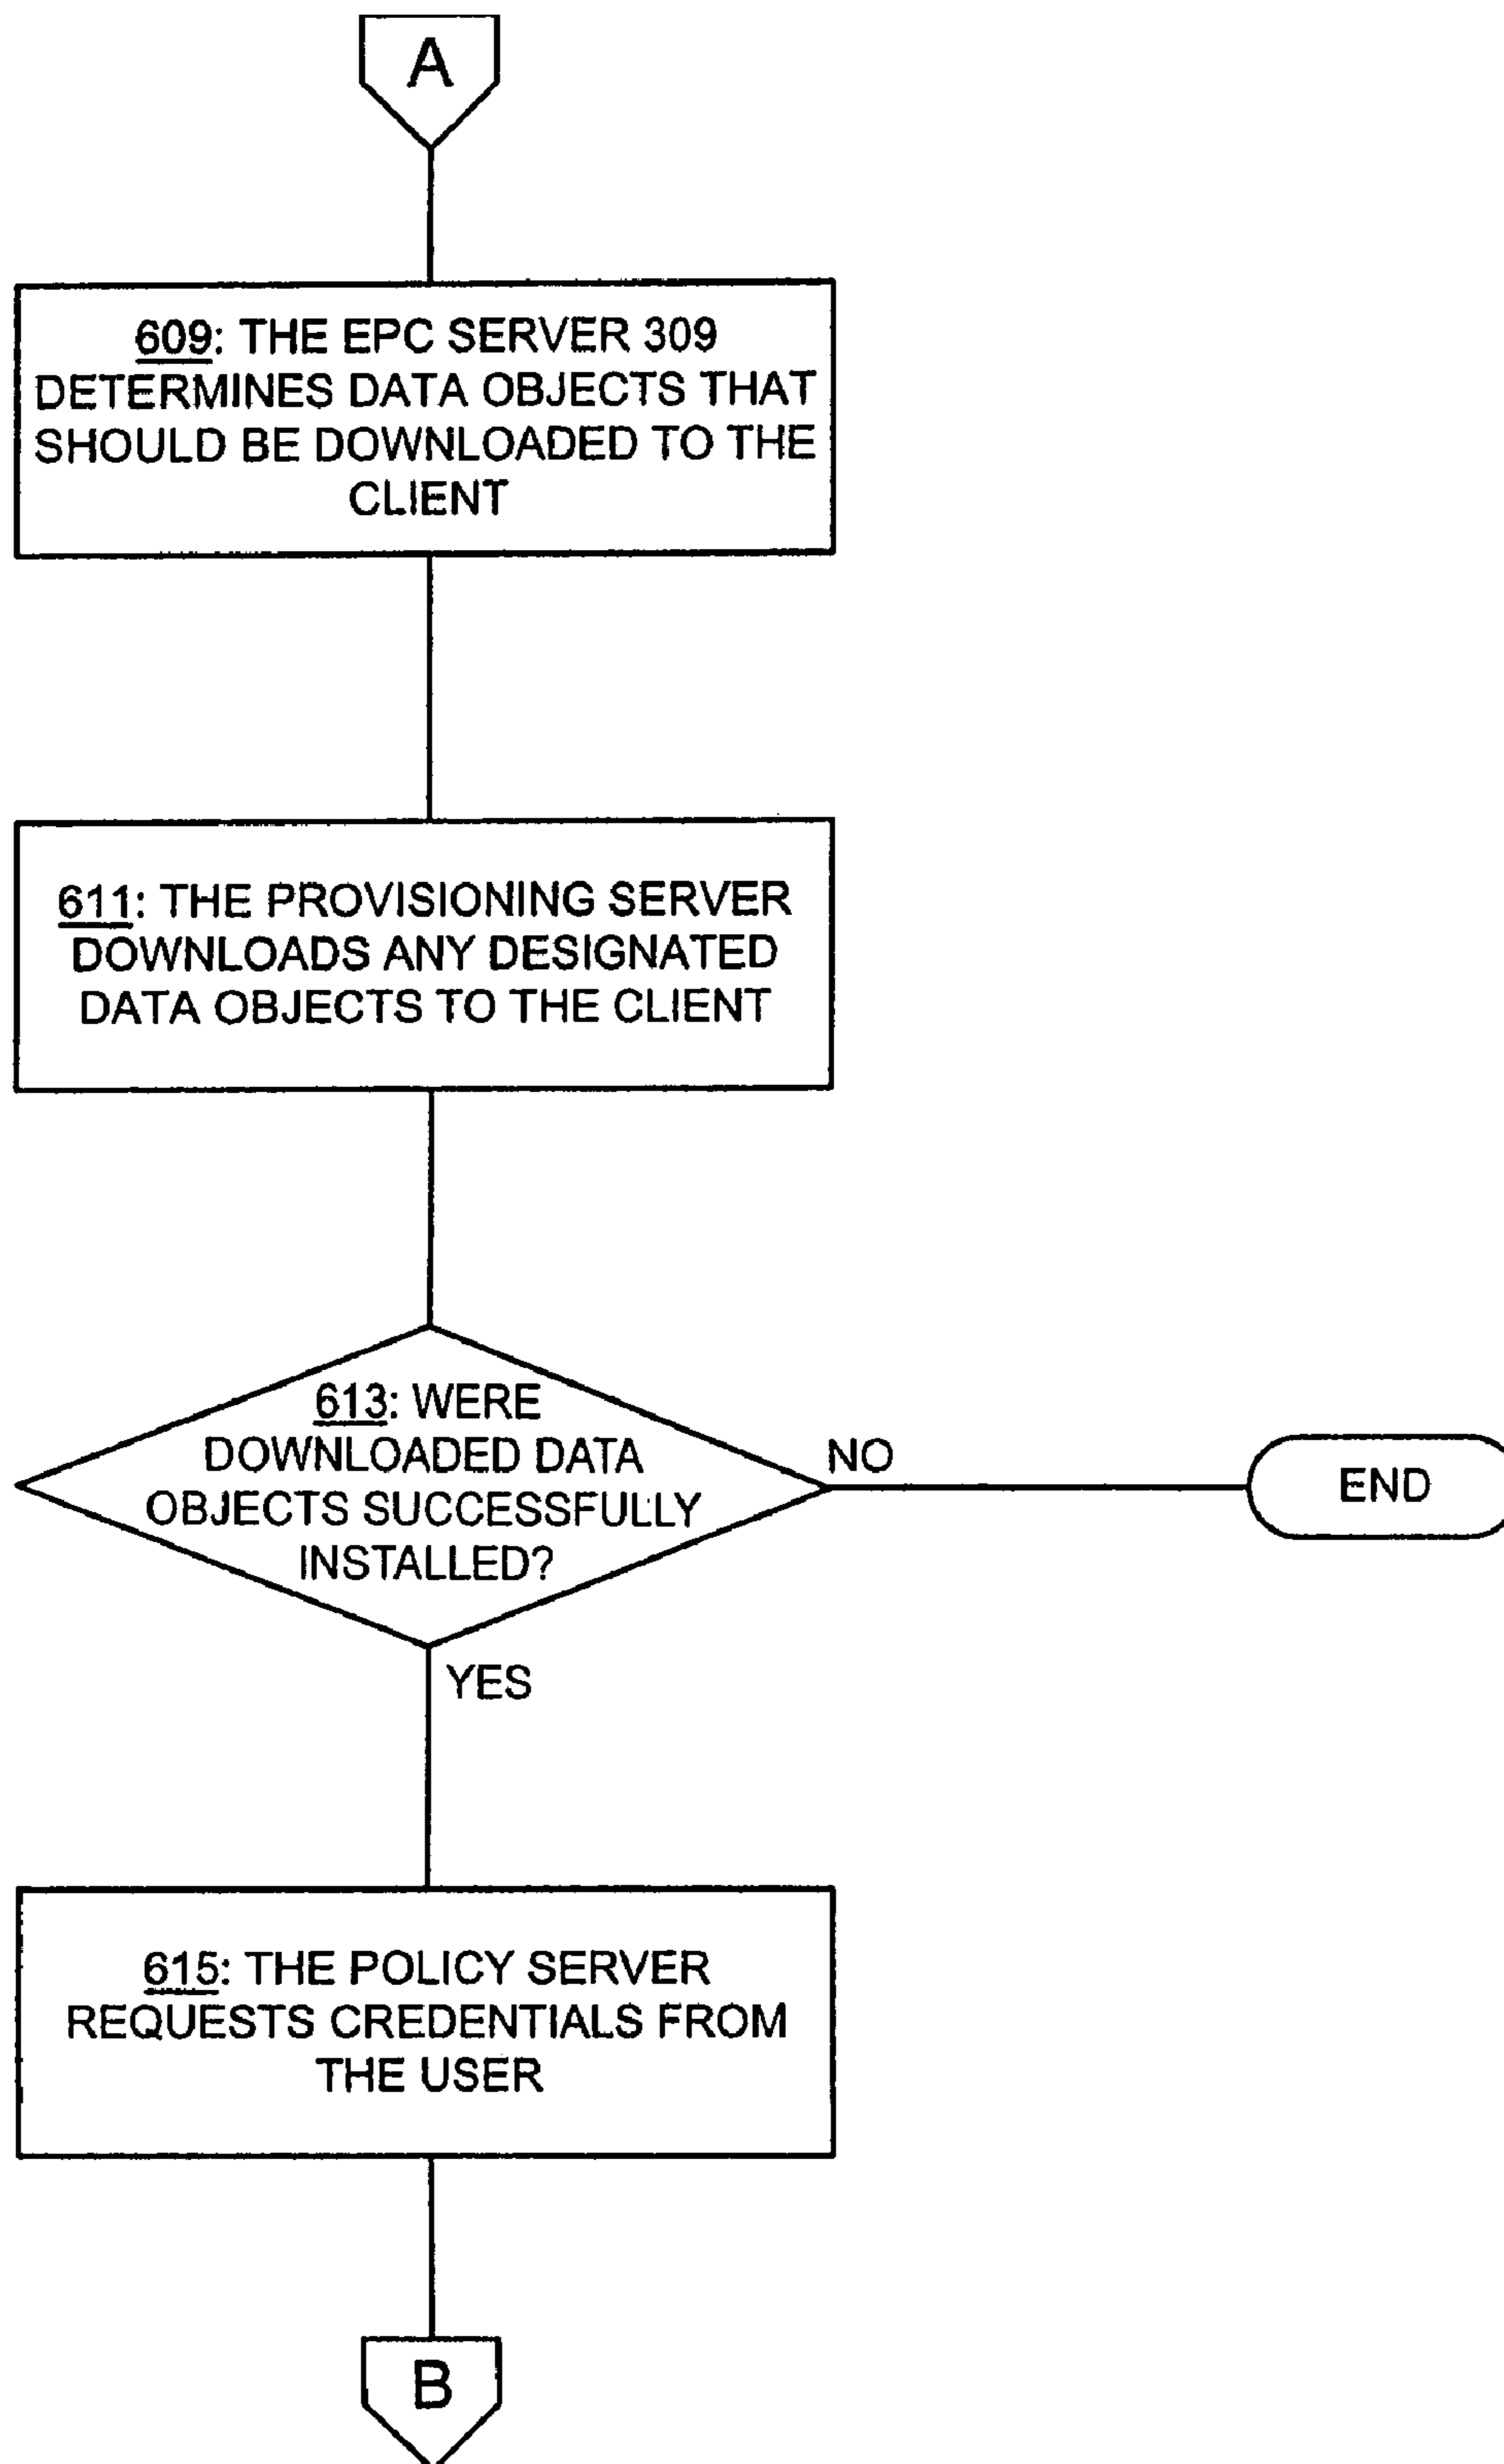 A
609: THE EPC SERVER 309
DETERMINES DATA OBJECTS THAT
SHOULD BE DOWNLOADED TO THE
CLIENT
611: THE PROVISIONING SERVER
DOWNLOADS ANY DESIGNATED
DATA OBJECTS TO THE CLIENT
613: WERE
DOWNLOADED DATA
OBJECTS SUCCESSFULLY
INSTALLED?
NO
END
YES
615: THE POLICY SERVER
REQUESTS CREDENTIALS FROM
THE USER
B